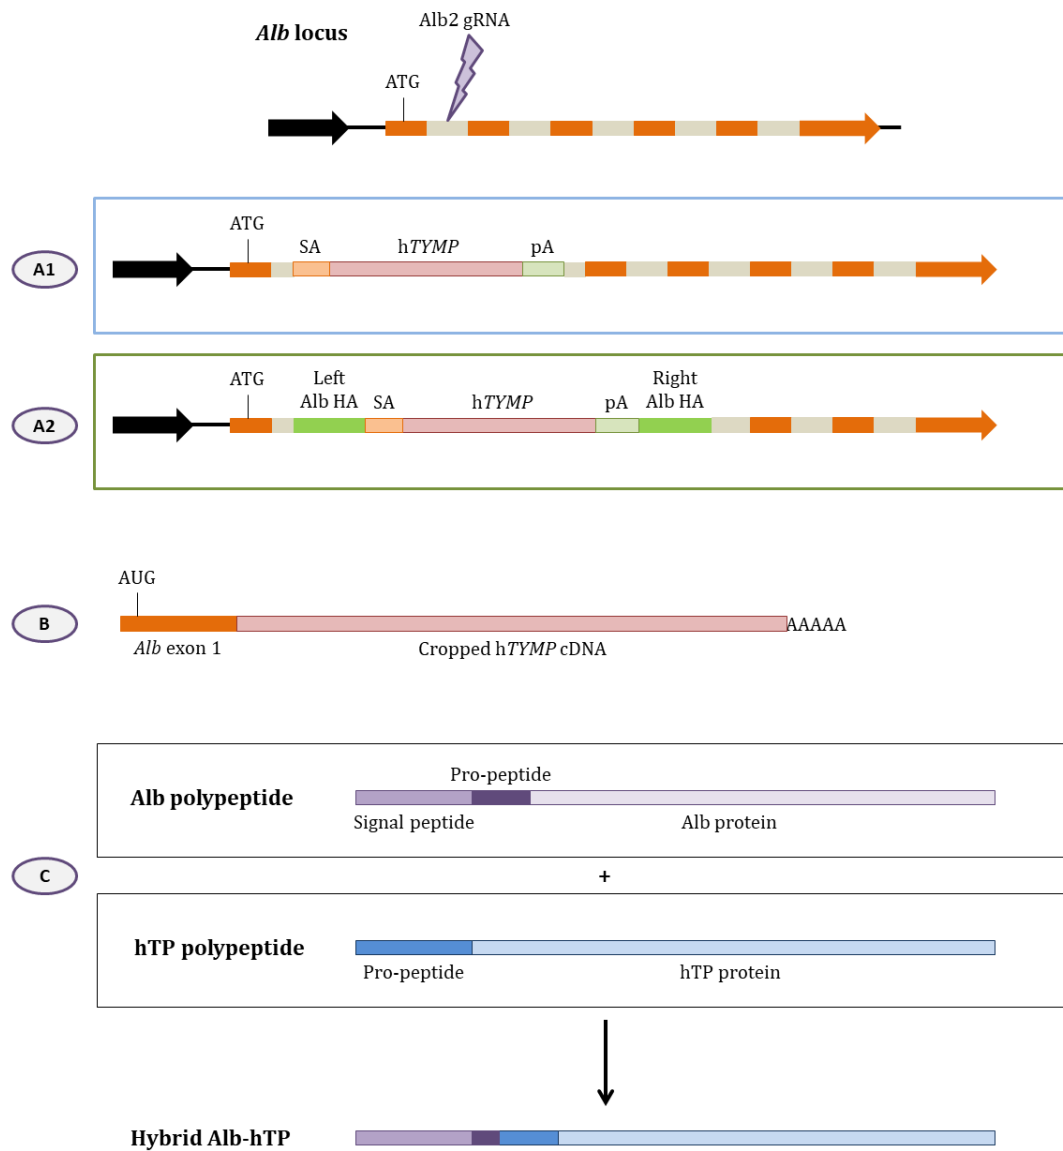 Alb2 gRNA
Alb locus
ATG
A1
ATG
SA
hTYMP
pA
A2
ATG
Left
Alb HA
SA
hTYMP
pA
Right
Alb HA
B
AUG
AAAAA
Alb exon 1
Cropped hTYMP cDNA
C
Pro-peptide
Alb polypeptide
Signal peptide
Alb protein
+
hTP polypeptide
Pro-peptide
hTP protein
Hybrid Alb-hTP